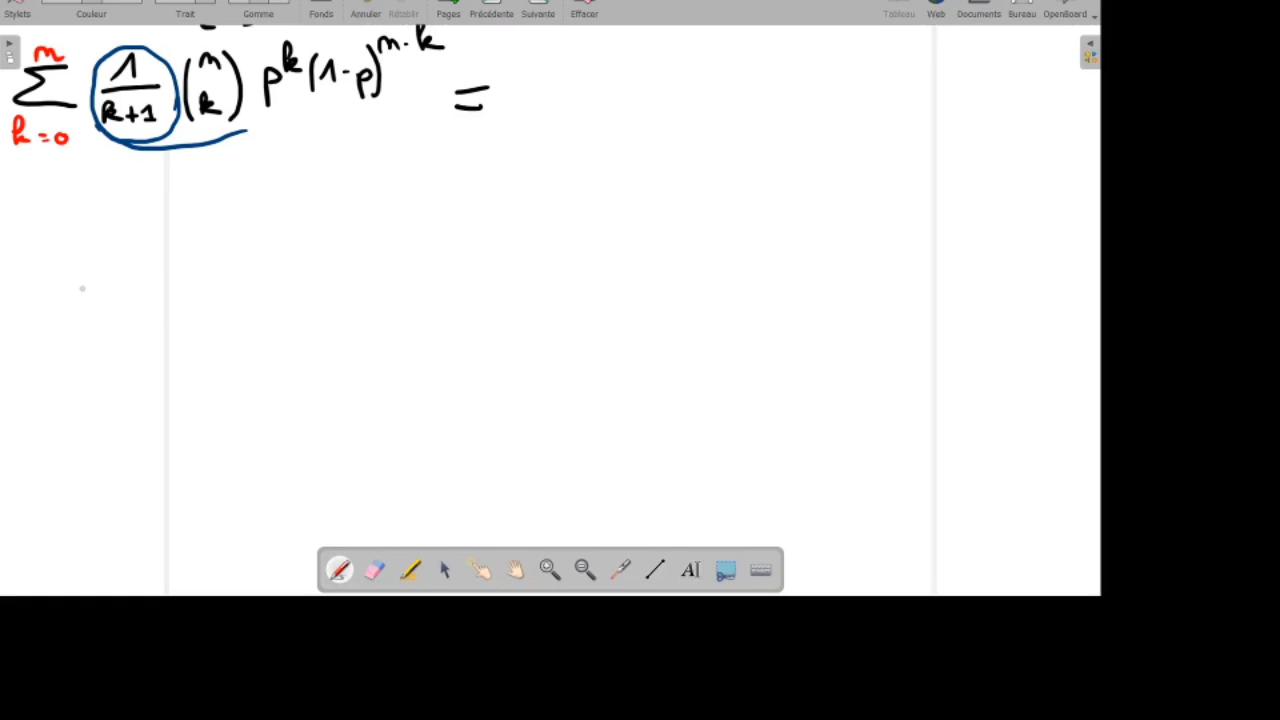 Stylets Couleur Trait Gomme Fonds Annuler Rétablir Pages Précédente Suivante Effacer Tableau Web Documents Bureau OpenBoard
n
∑ 1/(k+1) (n k) p^k (1-p)^{n-k} =
k=0
AI